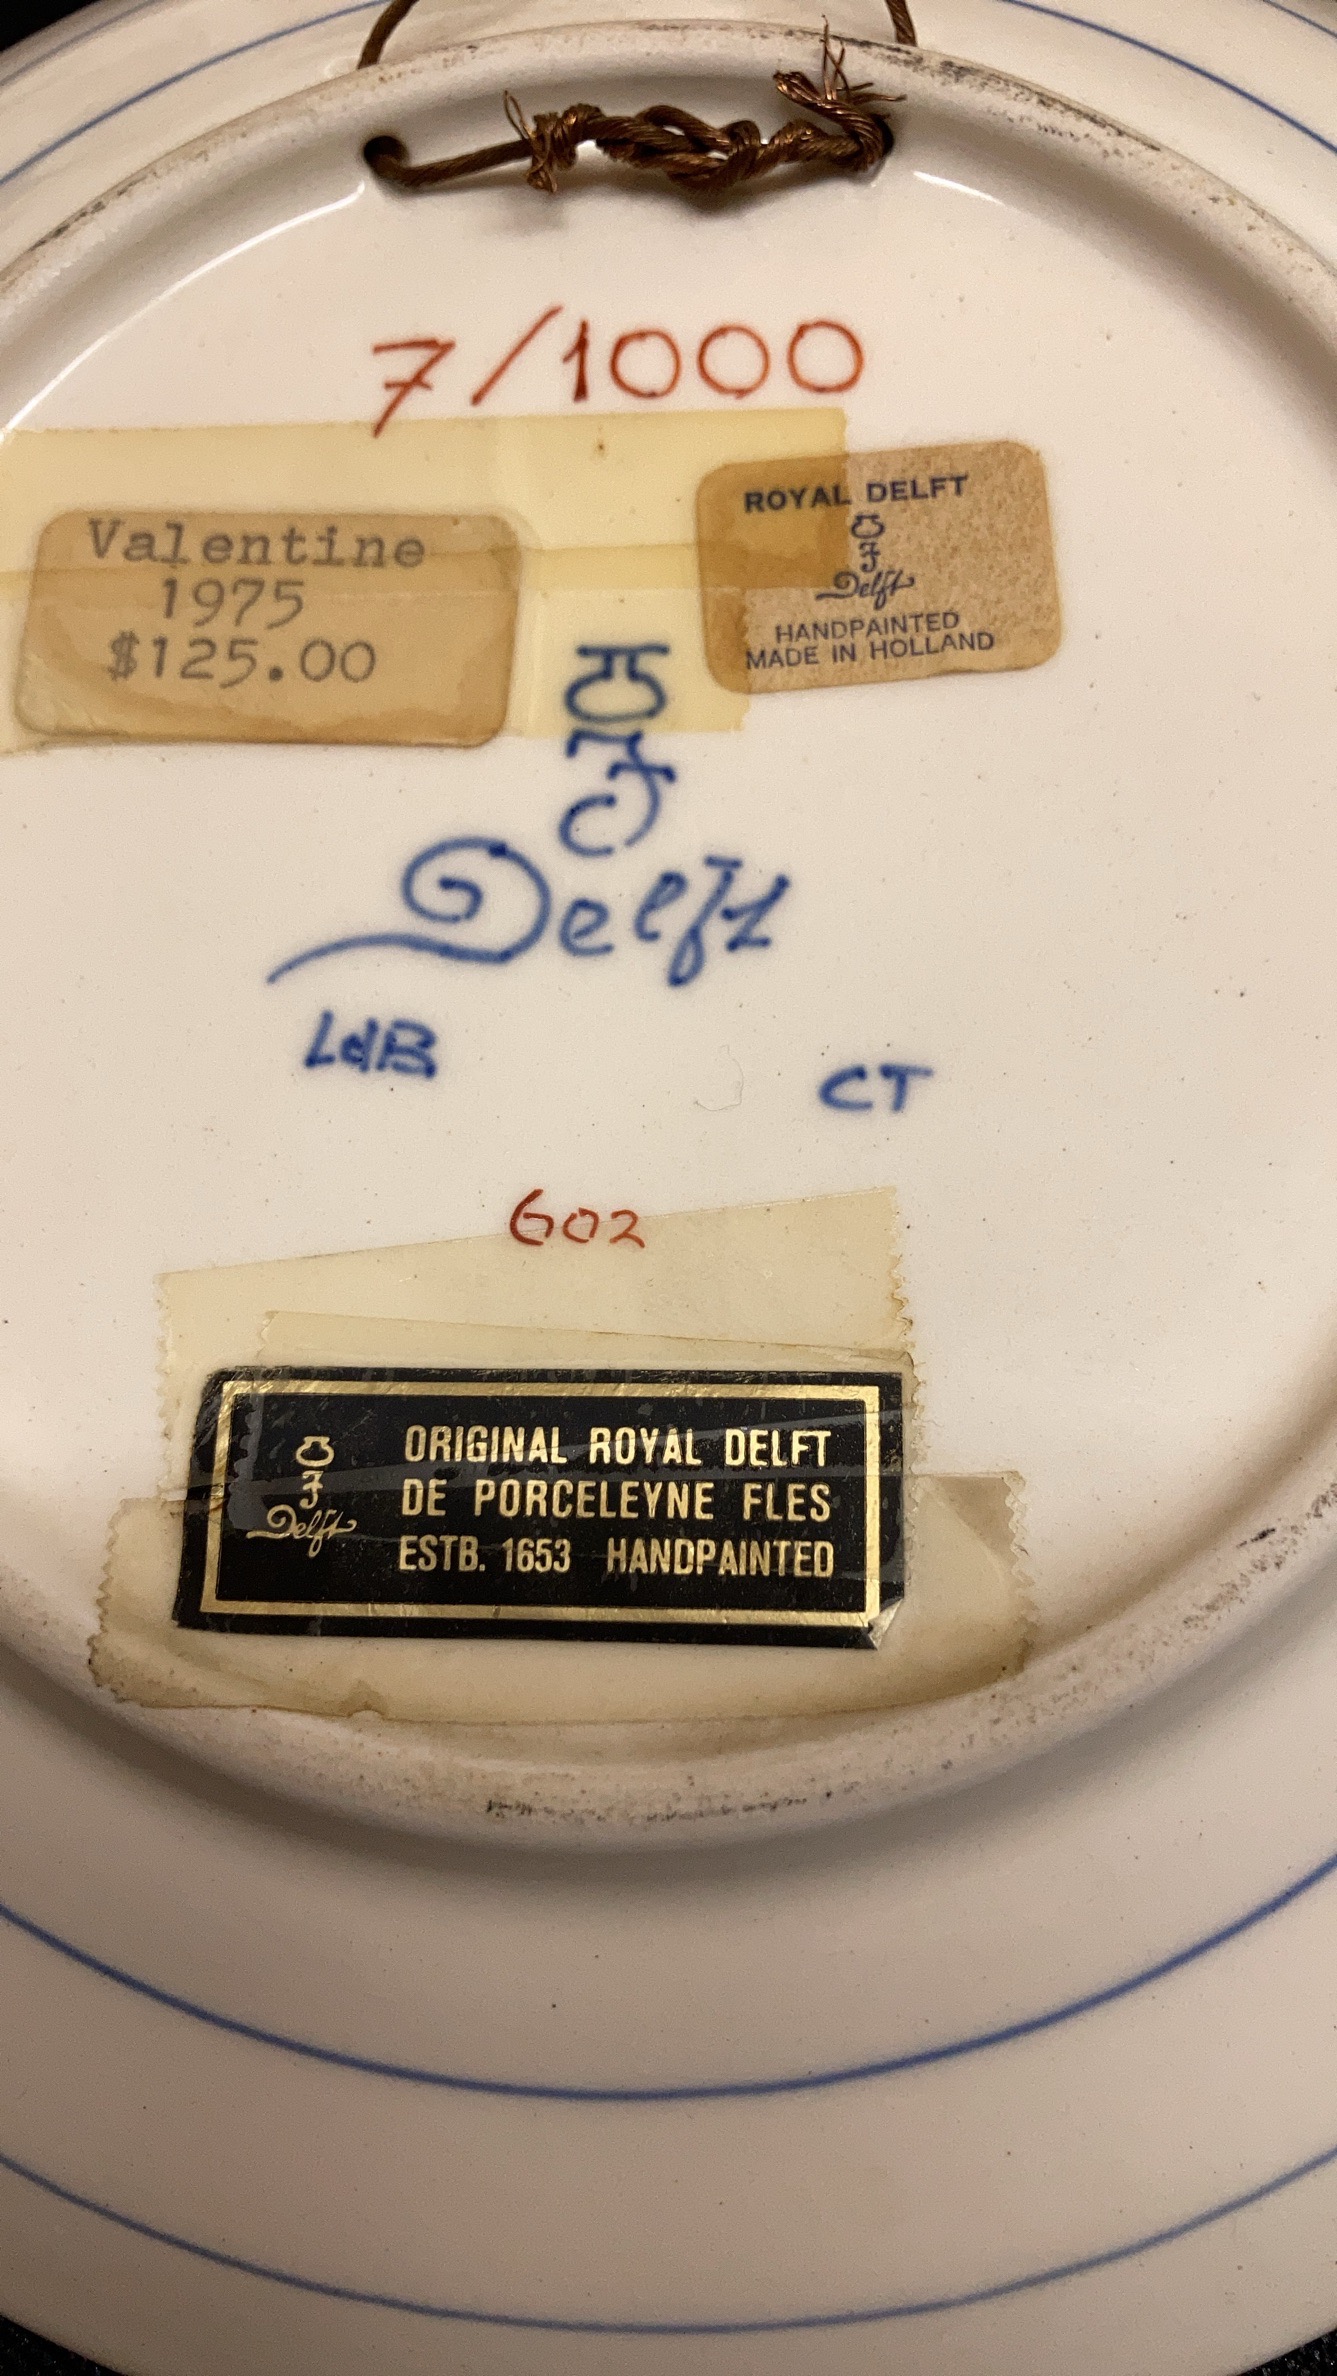 7/1000
Valentine
1975
$125.00
ROYAL DELFT
Delft
HANDPAINTED
MADE IN HOLLAND
Delft
LdB
CT
602
ORIGINAL ROYAL DELFT
DE PORCELEYNE FLES
ESTB. 1653 HANDPAINTED
Delft